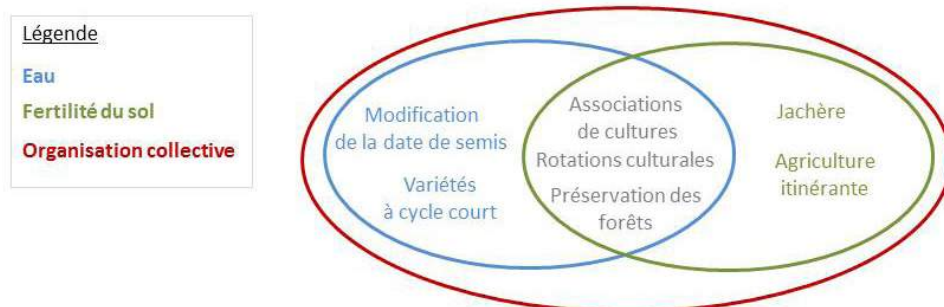 Légende
Eau
Fertilité du sol
Organisation collective
Modification
de la date de semis
Variétés
à cycle court
Associations
de cultures
Rotations culturales
Préservation des
forêts
Jachère
Agriculture
itinérante